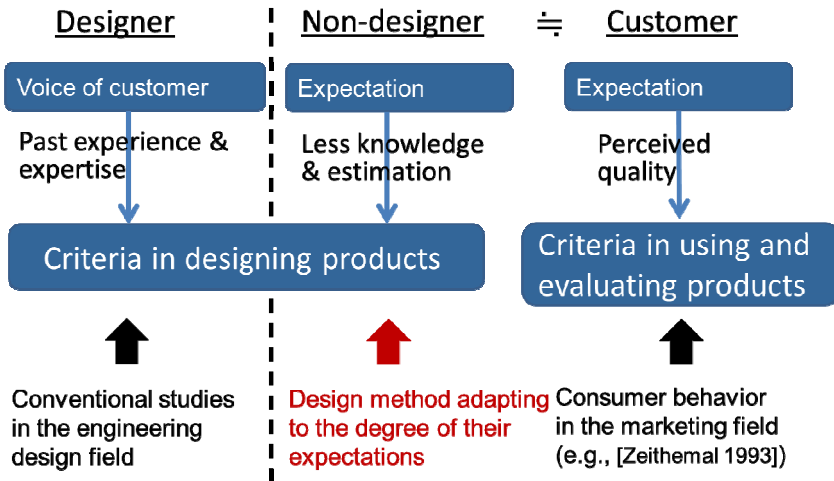 Designer
Non-designer ≒ Customer
Voice of customer
Expectation
Expectation
Past experience &
expertise
Less knowledge
& estimation
Perceived
quality
Criteria in designing products
Criteria in using and
evaluating products
Conventional studies
in the engineering
design field
Design method adapting
to the degree of their
expectations
Consumer behavior
in the marketing field
(e.g., [Zeithemal 1993])